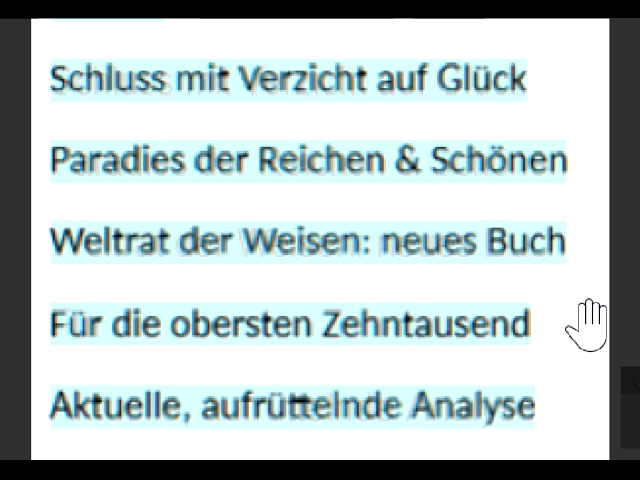 Schluss mit Verzicht auf Glück
Paradies der Reichen & Schönen
Weltrat der Weisen: neues Buch
Für die obersten Zehntausend
Aktuelle, aufrüttelnde Analyse